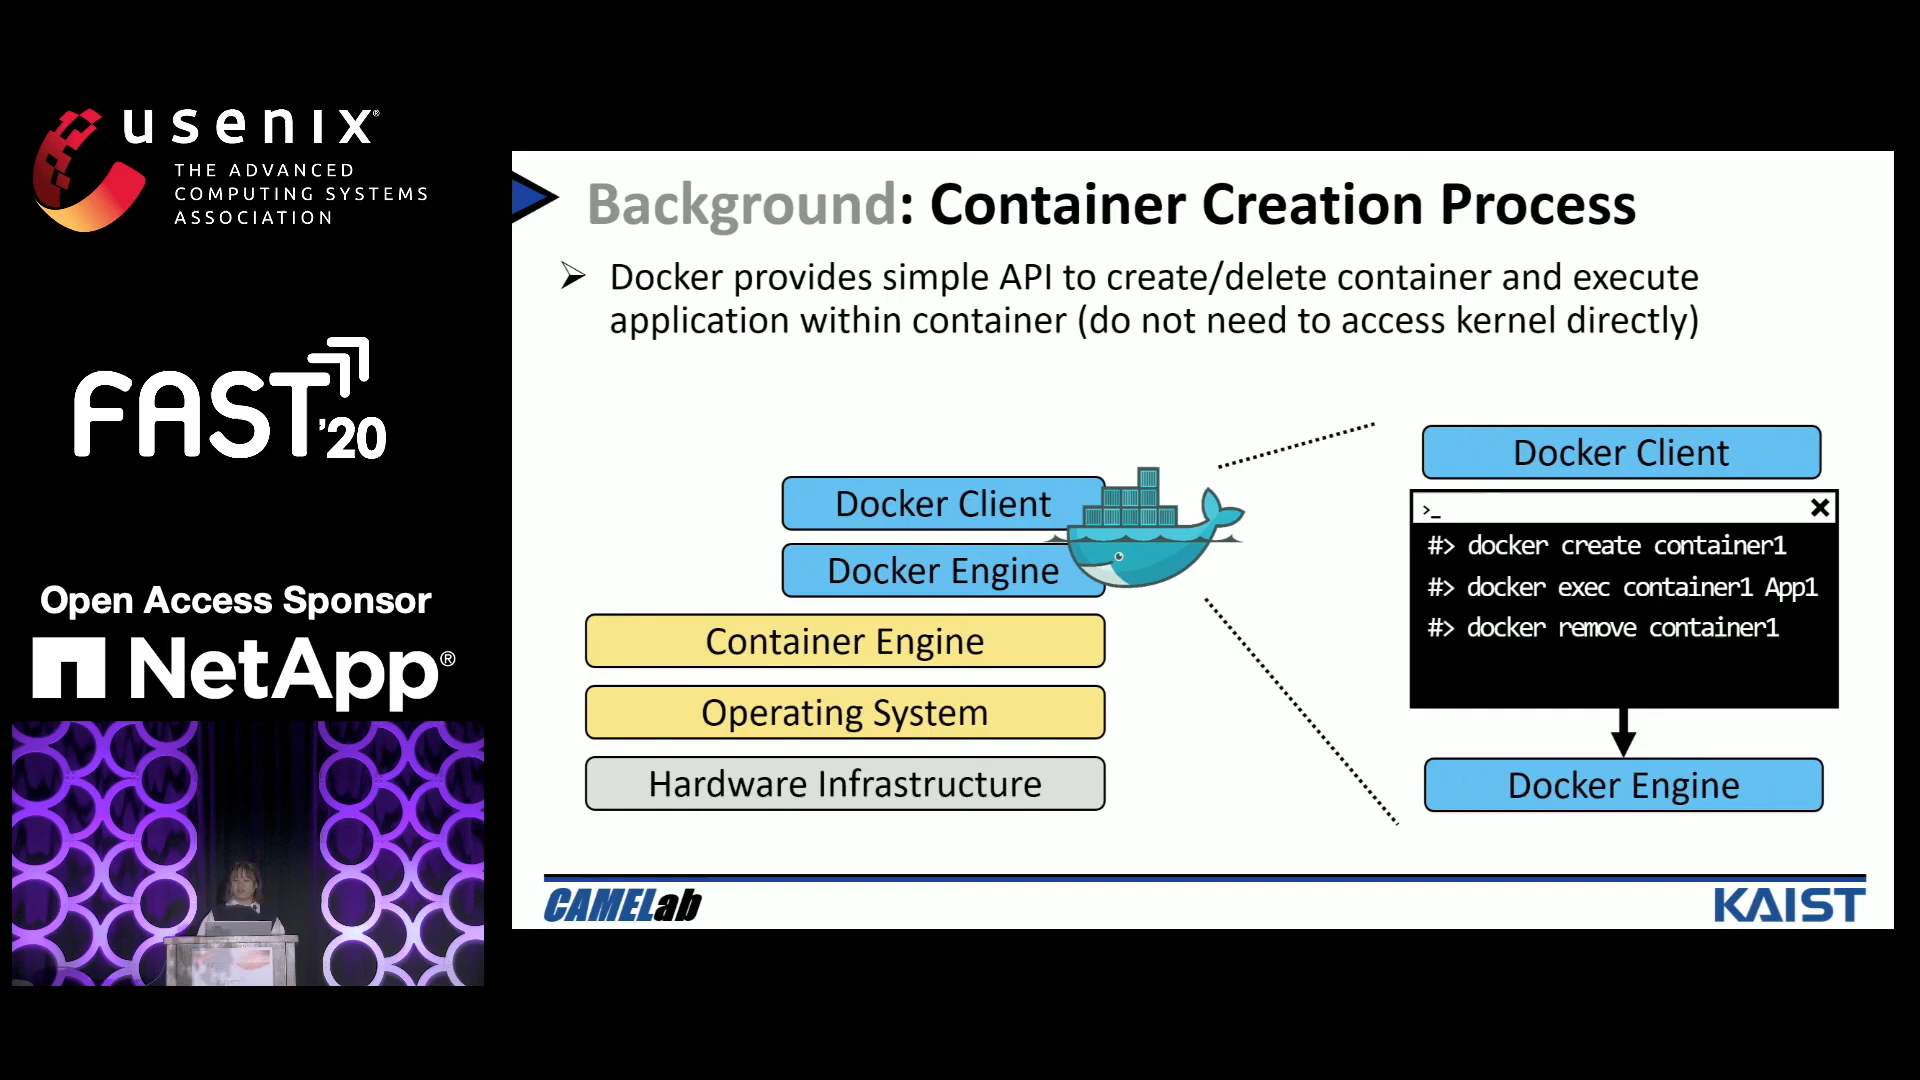 usenix®
THE ADVANCED
COMPUTING SYSTEMS
ASSOCIATION
FAST '20
Open Access Sponsor
NetApp®
Background: Container Creation Process
➢ Docker provides simple API to create/delete container and execute
application within container (do not need to access kernel directly)
Docker Client
Docker Engine
Container Engine
Operating System
Hardware Infrastructure
Docker Client
>_
#> docker create container1
#> docker exec container1 App1
#> docker remove container1
Docker Engine
CAMELab
KAIST